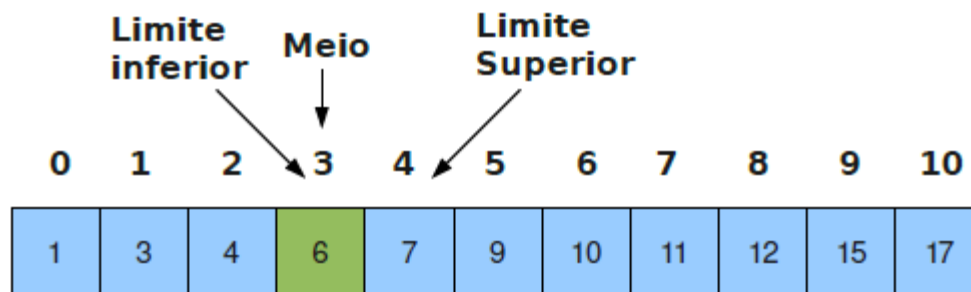 Limite
inferior
Meio
Limite
Superior
0 1 2 3 4 5 6 7 8 9 10
1 3 4 6 7 9 10 11 12 15 17